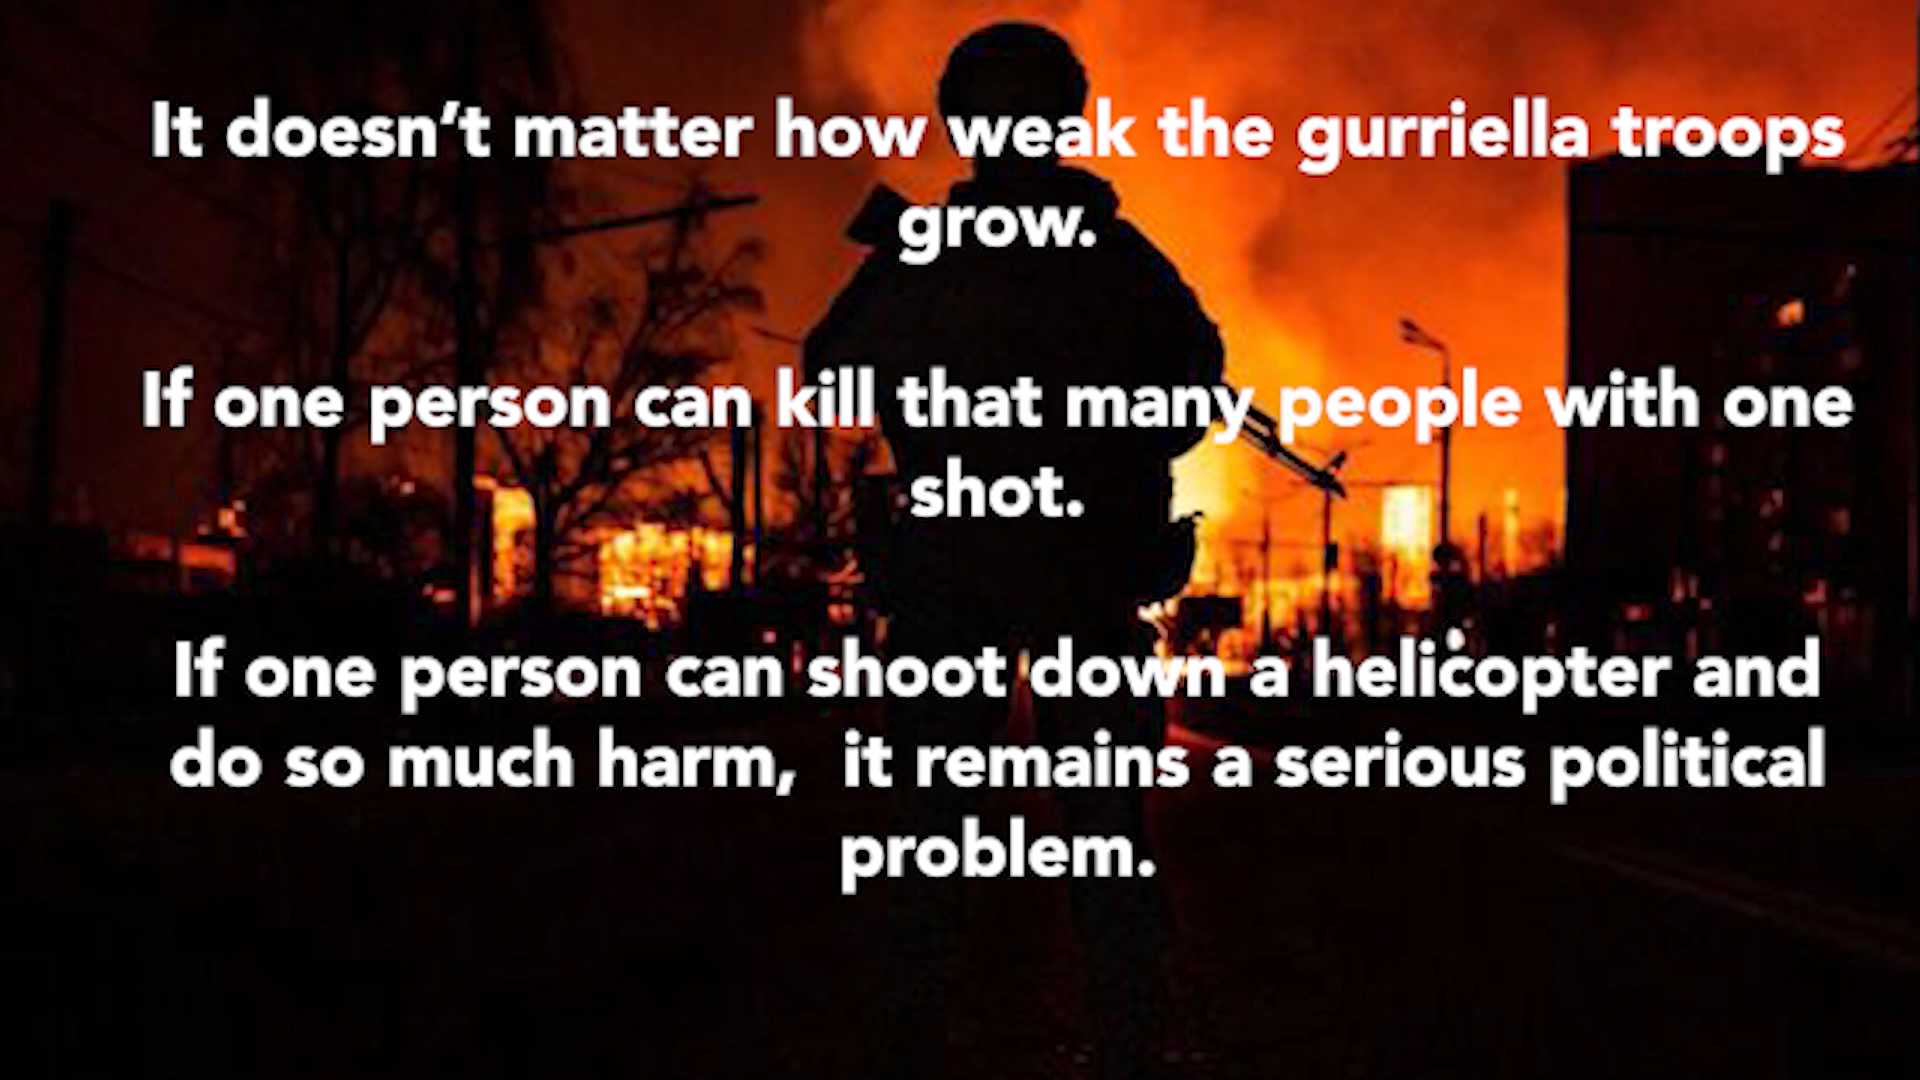 It doesn't matter how weak the gurriella troops
grow.
If one person can kill that many people with one
shot.
If one person can shoot down a helicopter and
do so much harm,  it remains a serious political
problem.